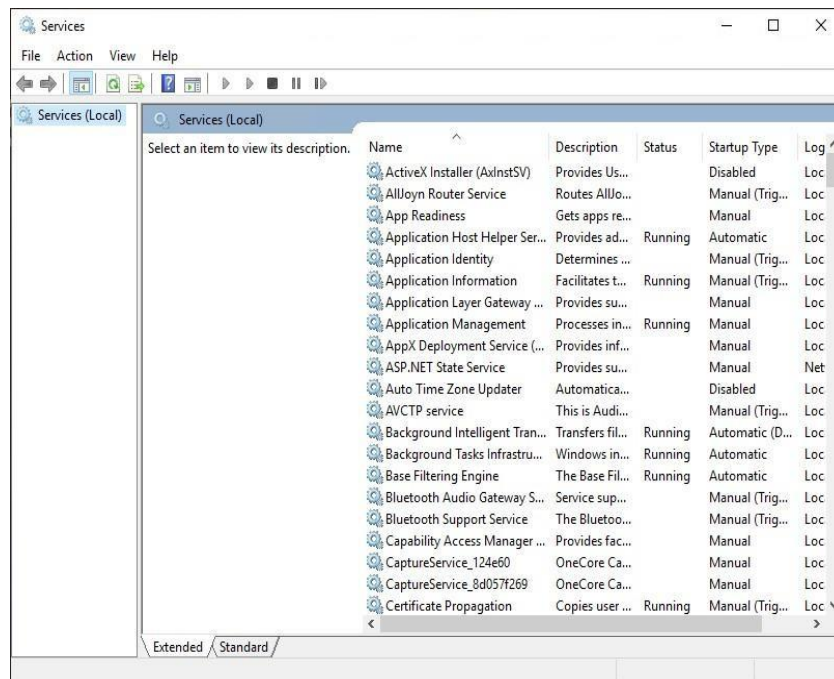 Services
File Action View Help
Services (Local)
Services (Local)
Select an item to view its description.
Name Description Status Startup Type Log
ActiveX Installer (AxInstSV) Provides Us... Disabled Loc
AllJoyn Router Service Routes AllJo... Manual (Trig... Loc
App Readiness Gets apps re... Manual Loc
Application Host Helper Ser... Provides ad... Running Automatic Loc
Application Identity Determines ... Manual (Trig... Loc
Application Information Facilitates t... Running Manual (Trig... Loc
Application Layer Gateway ... Provides su... Manual Loc
Application Management Processes in... Running Manual Loc
AppX Deployment Service (... Provides inf... Manual Loc
ASP.NET State Service Provides su... Manual Net
Auto Time Zone Updater Automatica... Disabled Loc
AVCTP service This is Audi... Manual (Trig... Loc
Background Intelligent Tran... Transfers fil... Running Automatic (D... Loc
Background Tasks Infrastru... Windows in... Running Automatic Loc
Base Filtering Engine The Base Fil... Running Automatic Loc
Bluetooth Audio Gateway S... Service sup... Manual (Trig... Loc
Bluetooth Support Service The Bluetoo... Manual (Trig... Loc
Capability Access Manager ... Provides fac... Manual Loc
CaptureService_124e60 OneCore Ca... Manual Loc
CaptureService_8d057f269 OneCore Ca... Manual Loc
Certificate Propagation Copies user ... Running Manual (Trig... Loc
Extended Standard